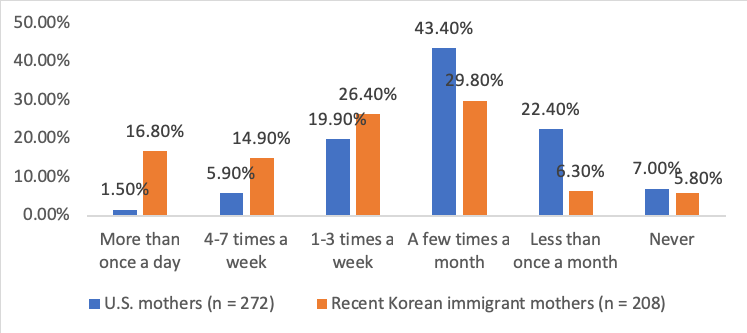 50.00%
40.00%
30.00%
20.00%
10.00%
0.00%
1.50%
16.80%
5.90%
14.90%
19.90%
26.40%
43.40%
29.80%
22.40%
6.30%
7.00%
5.80%
More than
once a day
4-7 times a
week
1-3 times a
week
A few times a
month
Less than
once a month
Never
U.S. mothers (n = 272)
Recent Korean immigrant mothers (n = 208)